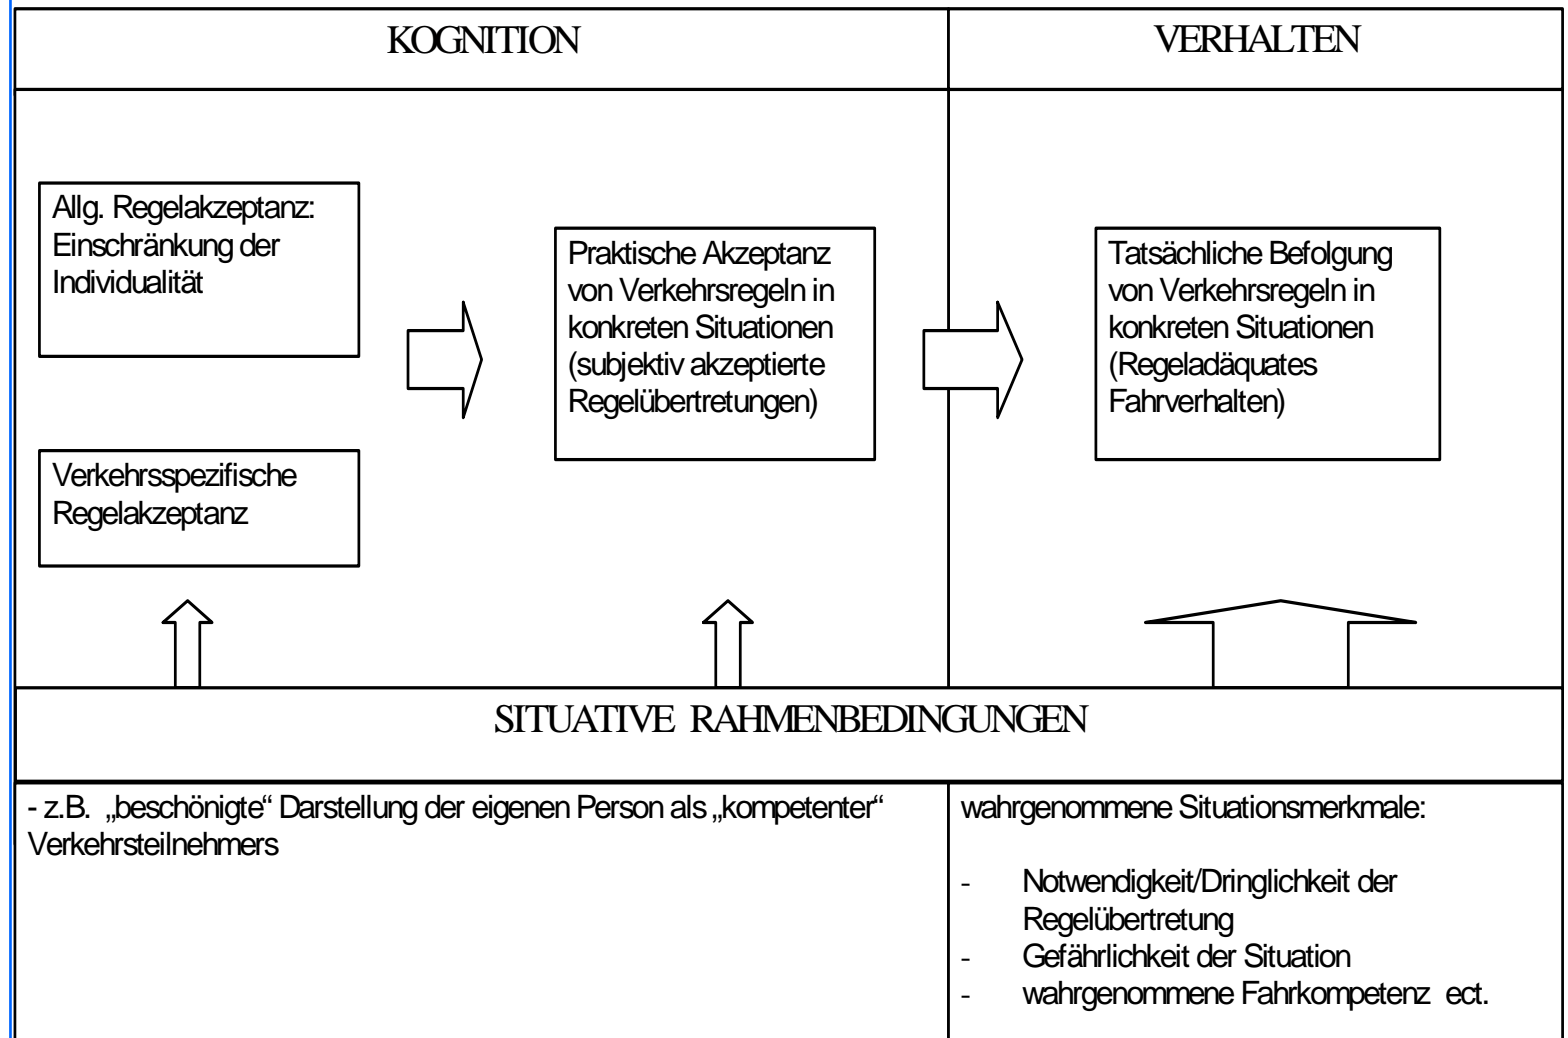 KOGNITION
VERHALTEN
Allg. Regelakzeptanz:
Einschränkung der
Individualität
Verkehrsspezifische
Regelakzeptanz
Praktische Akzeptanz
von Verkehrsregeln in
konkreten Situationen
(subjektiv akzeptierte
Regelübertretungen)
Tatsächliche Befolgung
von Verkehrsregeln in
konkreten Situationen
(Regeladäquates
Fahrverhalten)
SITUATIVE RAHMENBEDINGUNGEN
- z.B. „beschönigte“ Darstellung der eigenen Person als „kompetenter“
Verkehrsteilnehmers
wahrgenommene Situationsmerkmale:
- Notwendigkeit/Dringlichkeit der
Regelübertretung
- Gefährlichkeit der Situation
- wahrgenommene Fahrkompetenz ect.